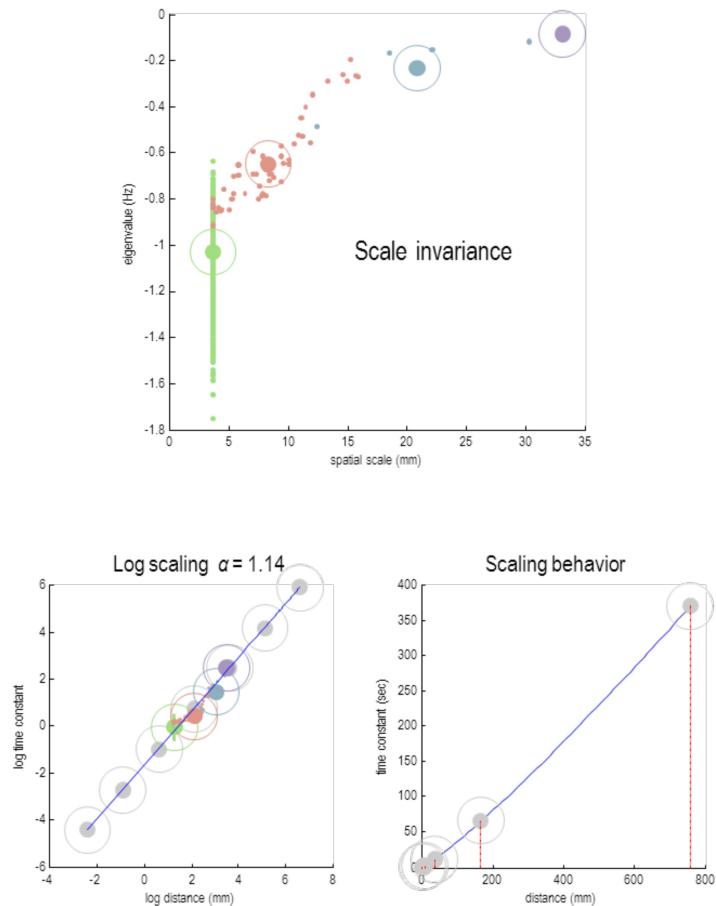 0
-0.2
-0.4
-0.6
-0.8
-1
-1.2
-1.4
-1.6
-1.8
eigenvalue (Hz)
Scale invariance
0 5 10 15 20 25 30 35
spatial scale (mm)
Log scaling α = 1.14
6
4
2
0
-2
-4
-6
log time constant
-4 -2 0 2 4 6 8
log distance (mm)
Scaling behavior
400
350
300
250
200
150
100
50
0
time constant (sec)
0 200 400 600 800
distance (mm)